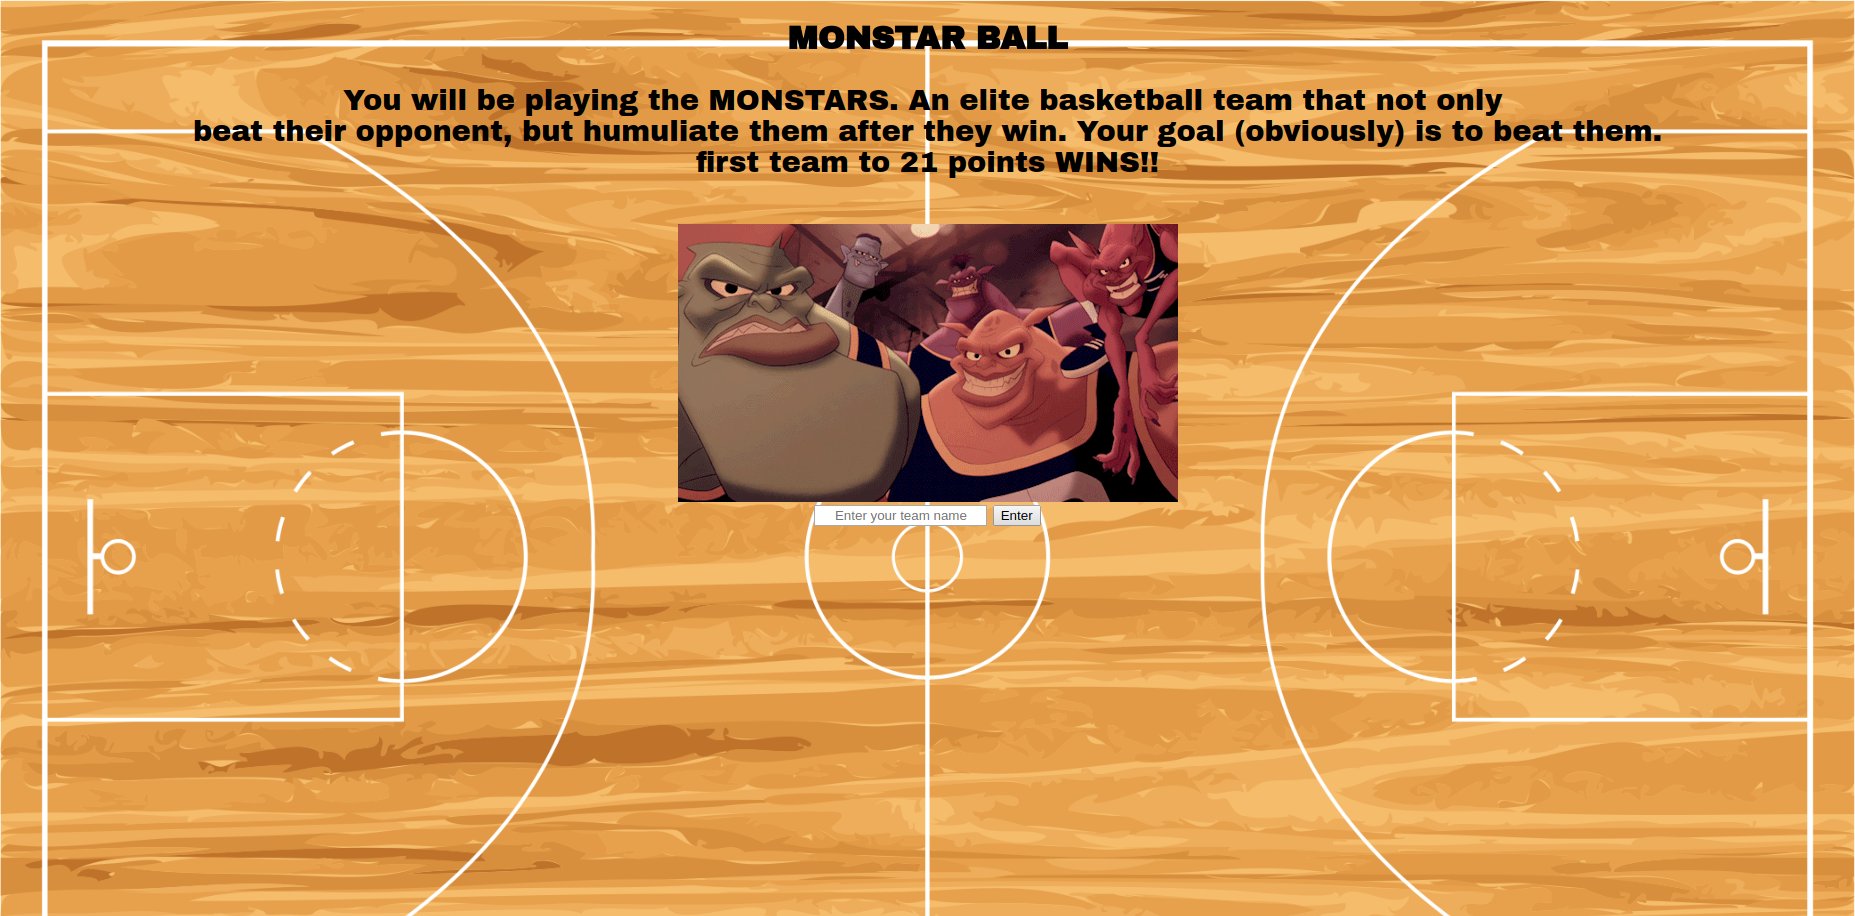 MONSTAR BALL
You will be playing the MONSTARS. An elite basketball team that not only
beat their opponent, but humuliate them after they win. Your goal (obviously) is to beat them.
first team to 21 points WINS!!
Enter your team name Enter